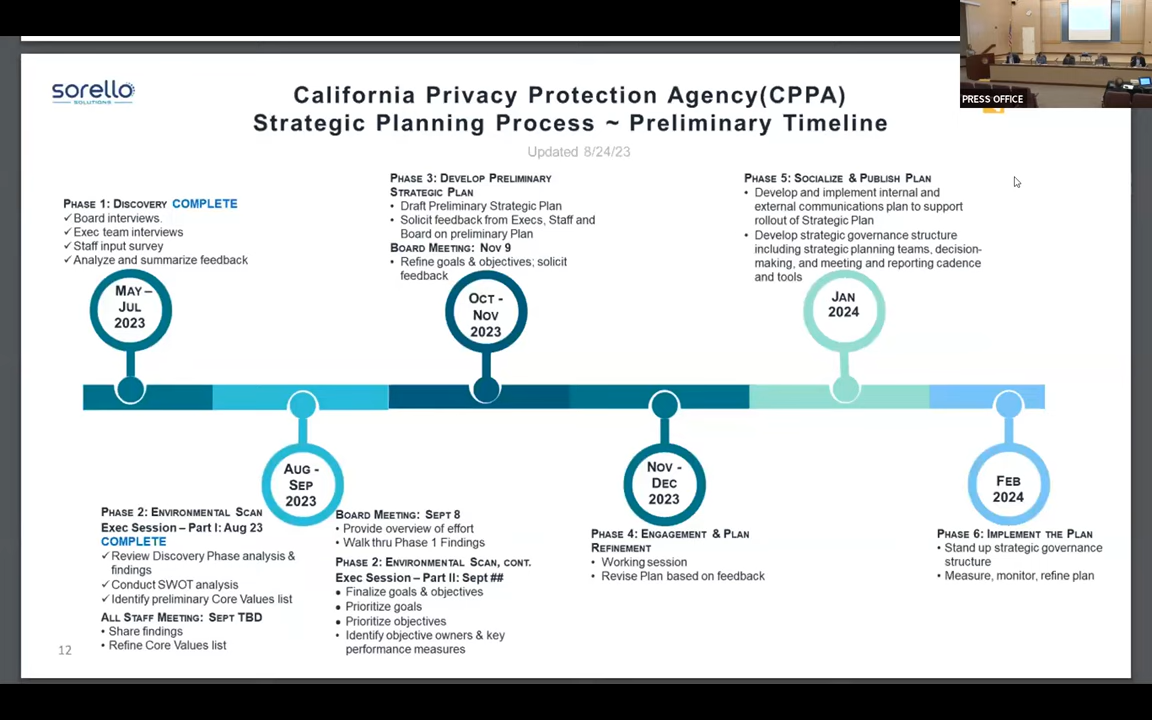 sorello
SOLUTIONS
California Privacy Protection Agency(CPPA)
Strategic Planning Process ~ Preliminary Timeline
Updated 8/24/23
PRESS OFFICE
PHASE 1: DISCOVERY COMPLETE
✓Board interviews.
✓Exec team interviews
✓Staff input survey
✓Analyze and summarize feedback
MAY –
JUL
2023
PHASE 3: DEVELOP PRELIMINARY
STRATEGIC PLAN
• Draft Preliminary Strategic Plan
• Solicit feedback from Execs, Staff and
Board on preliminary Plan
BOARD MEETING: NOV 9
• Refine goals & objectives; solicit
feedback
OCT -
NOV
2023
PHASE 5: SOCIALIZE & PUBLISH PLAN
• Develop and implement internal and
external communications plan to support
rollout of Strategic Plan
• Develop strategic governance structure
including strategic planning teams, decision-
making, and meeting and reporting cadence
and tools
JAN
2024
AUG -
SEP
2023
PHASE 2: ENVIRONMENTAL SCAN
Exec Session – Part I: Aug 23
COMPLETE
✓Review Discovery Phase analysis &
findings
✓Conduct SWOT analysis
✓Identify preliminary Core Values list
ALL STAFF MEETING: SEPT TBD
• Share findings
• Refine Core Values list
BOARD MEETING: SEPT 8
• Provide overview of effort
• Walk thru Phase 1 Findings
PHASE 2: ENVIRONMENTAL SCAN, CONT.
Exec Session – Part II: Sept ##
• Finalize goals & objectives
• Prioritize goals
• Prioritize objectives
• Identify objective owners & key
performance measures
NOV -
DEC
2023
PHASE 4: ENGAGEMENT & PLAN
REFINEMENT
• Working session
• Revise Plan based on feedback
FEB
2024
PHASE 6: IMPLEMENT THE PLAN
• Stand up strategic governance
structure
• Measure, monitor, refine plan
12